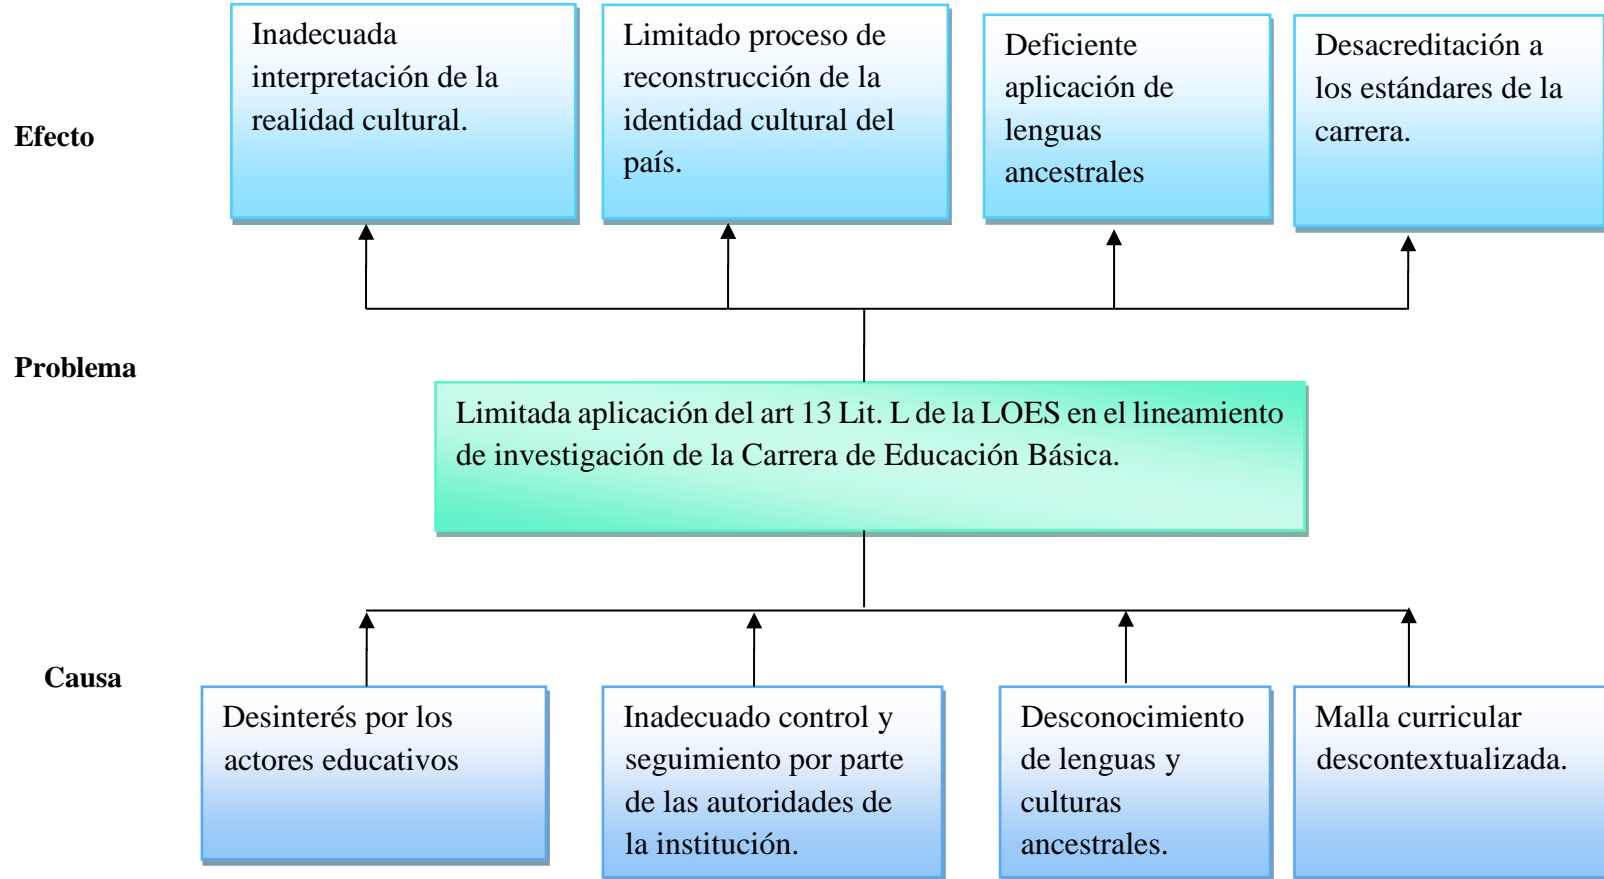 Inadecuada
interpretación de la
realidad cultural.
Limitado proceso de
reconstrucción de la
identidad cultural del
país.
Deficiente
aplicación de
lenguas
ancestrales
Desacreditación a
los estándares de la
carrera.
Efecto
Problema
Limitada aplicación del art 13 Lit. L de la LOES en el lineamiento
de investigación de la Carrera de Educación Básica.
Causa
Desinterés por los
actores educativos
Inadecuado control y
seguimiento por parte
de las autoridades de
la institución.
Desconocimiento
de lenguas y
culturas
ancestrales.
Malla curricular
descontextualizada.